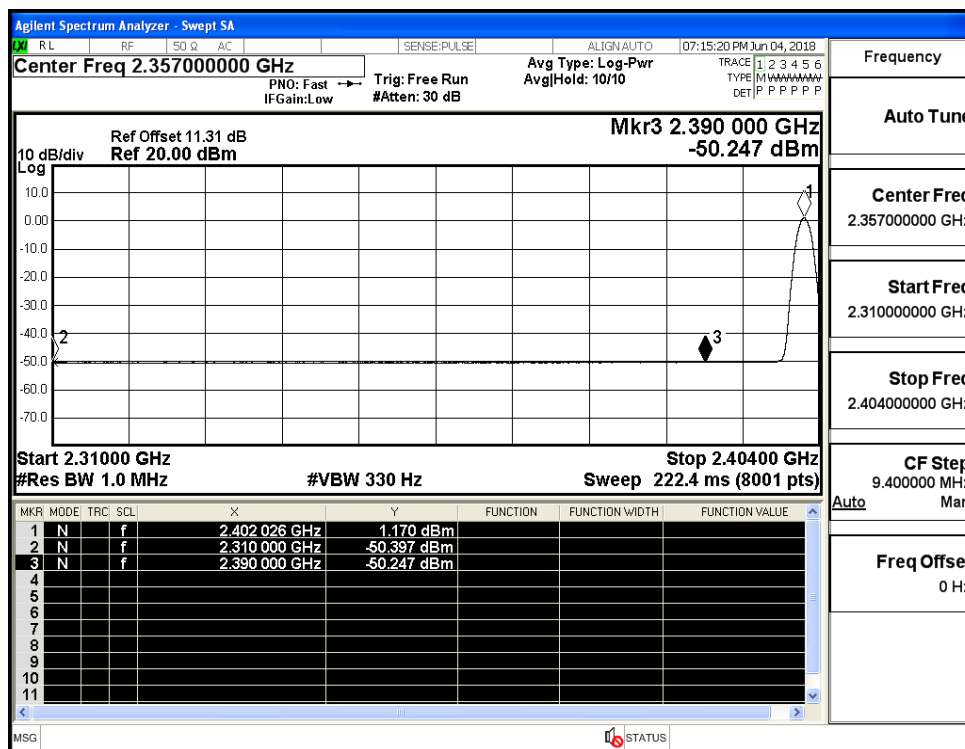 Agilent Spectrum Analyzer - Swept SA
LXI RL RF 50 Ω AC SENSE:PULSE ALIGN AUTO 07:15:20 PM Jun 04, 2018
Center Freq 2.357000000 GHz
PNO: Fast
IFGain:Low
Trig: Free Run
#Atten: 30 dB
Avg Type: Log-Pwr
Avg|Hold: 10/10
TRACE 1 2 3 4 5 6
TYPE M WWWWW
DET P P P P P P
Ref Offset 11.31 dB
10 dB/div Ref 20.00 dBm
Log
Mkr3 2.390 000 GHz
-50.247 dBm
10.0
0.00
-10.0
-20.0
-30.0
-40.0
-50.0
-60.0
-70.0
1
2
3
Start 2.31000 GHz Stop 2.40400 GHz
#Res BW 1.0 MHz #VBW 330 Hz Sweep 222.4 ms (8001 pts)
MKR MODE TRC SCL X Y FUNCTION FUNCTION WIDTH FUNCTION VALUE
1 N f 2.402 026 GHz 1.170 dBm
2 N f 2.310 000 GHz -50.397 dBm
3 N f 2.390 000 GHz -50.247 dBm
4
5
6
7
8
9
10
11
MSG STATUS
Frequency
Auto Tune
Center Freq
2.357000000 GHz
Start Freq
2.310000000 GHz
Stop Freq
2.404000000 GHz
CF Step
9.400000 MHz
Auto Man
Freq Offse
0 Hz